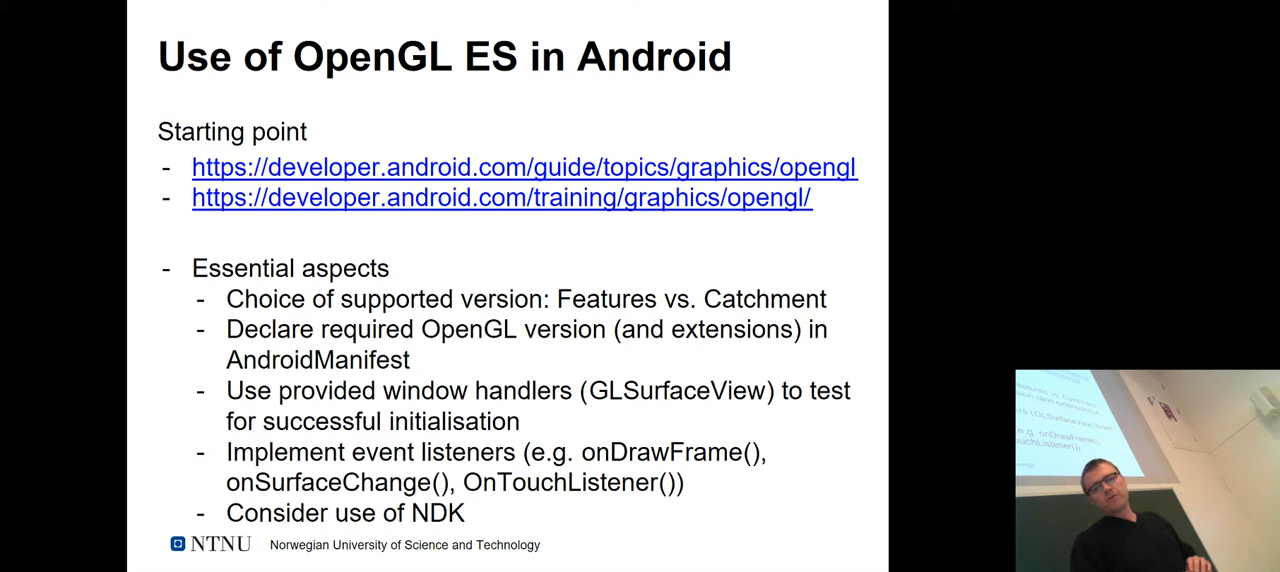 Use of OpenGL ES in Android
Starting point
- https://developer.android.com/guide/topics/graphics/opengl
- https://developer.android.com/training/graphics/opengl/
- Essential aspects
- Choice of supported version: Features vs. Catchment
- Declare required OpenGL version (and extensions) in
AndroidManifest
- Use provided window handlers (GLSurfaceView) to test
for successful initialisation
- Implement event listeners (e.g. onDrawFrame(),
onSurfaceChange(), OnTouchListener())
- Consider use of NDK
NTNU Norwegian University of Science and Technology